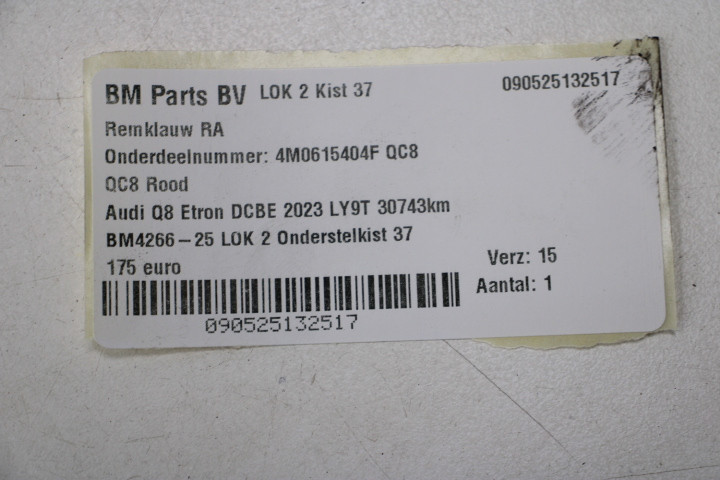 BM Parts BV LOK 2 Kist 37 090525132517
Remklauw RA
Onderdeelnummer: 4M0615404F QC8
QC8 Rood
Audi Q8 Etron DCBE 2023 LY9T 30743km
BM4266-25 LOK 2 Onderstelkist 37
175 euro
Verz: 15
Aantal: 1
090525132517